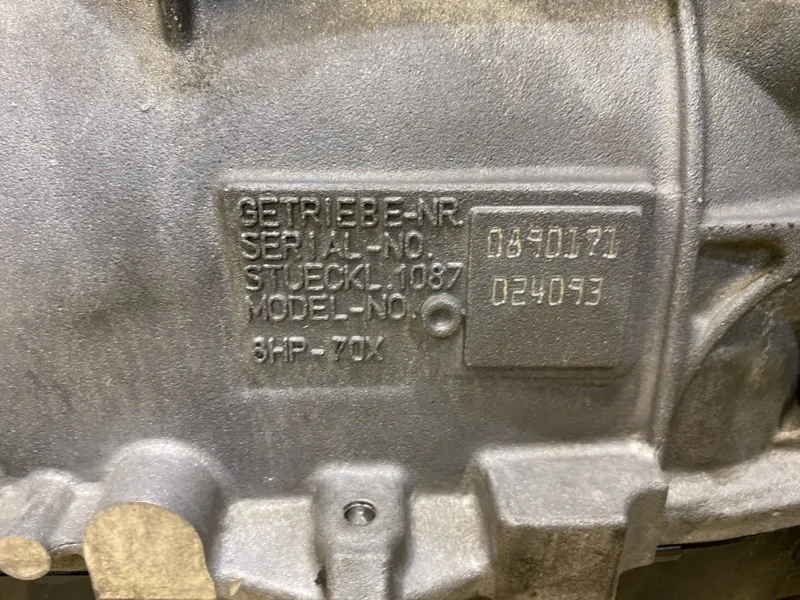 GETRIEBE-NR.
SERIAL-NO. 0890171
STUECKL.1087
MODEL-NO. 024093
8HP-70X